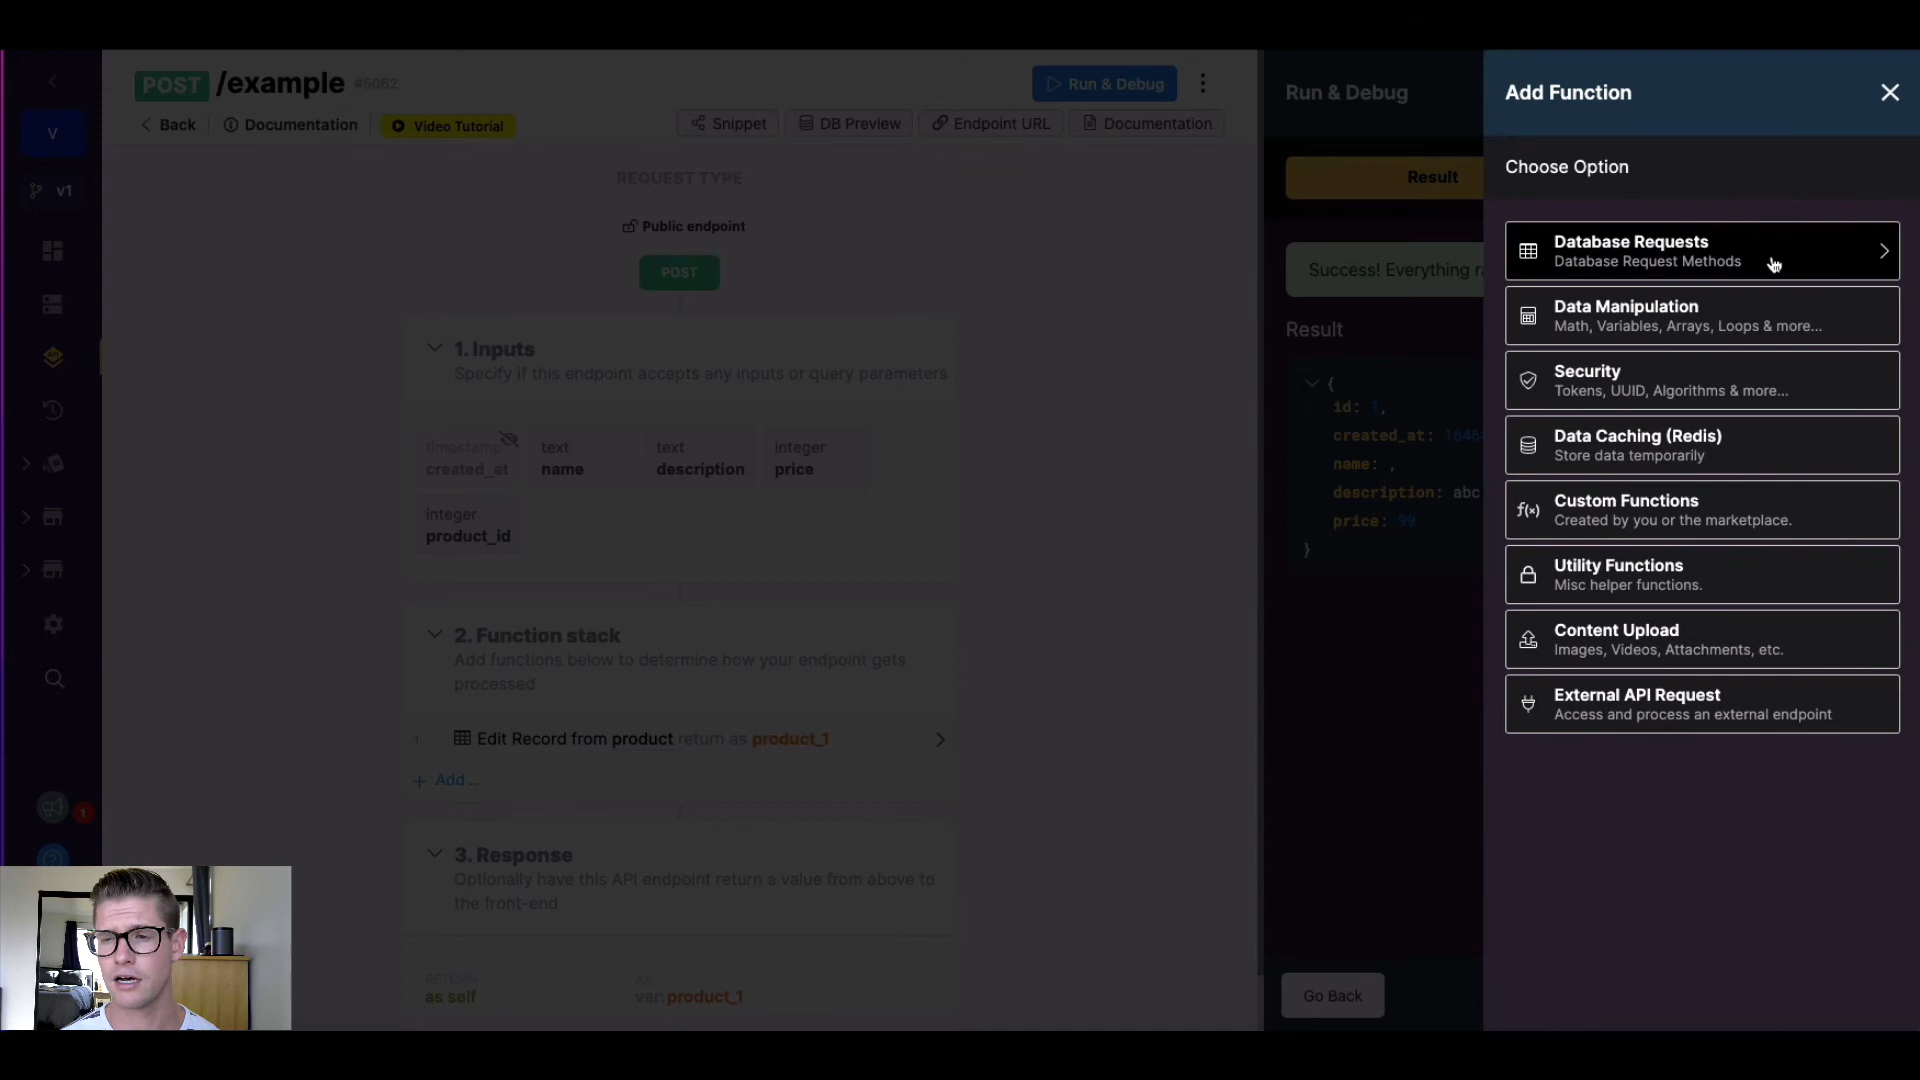 POST /example #5062
Run & Debug
Back
Documentation
Video Tutorial
Snippet
DB Preview
Endpoint URL
Documentation
V
v1
REQUEST TYPE
Public endpoint
POST
1. Inputs
Specify if this endpoint accepts any inputs or query parameters
timestamp
created_at
text
name
text
description
integer
price
integer
product_id
2. Function stack
Add functions below to determine how your endpoint gets
processed
1 Edit Record from product return as product_1
+ Add ...
3. Response
Optionally have this API endpoint return a value from above to
the front-end
RETURN
as self
AS
var: product_1
1
?
Run & Debug
Result
Success! Everything
Result
{
id: 1,
created_at:
name: ,
description: abc
price: 99
}
Go Back
Add Function
Choose Option
Database Requests
Database Request Methods
Data Manipulation
Math, Variables, Arrays, Loops & more...
Security
Tokens, UUID, Algorithms & more...
Data Caching (Redis)
Store data temporarily
f(x)
Custom Functions
Created by you or the marketplace.
Utility Functions
Misc helper functions.
Content Upload
Images, Videos, Attachments, etc.
External API Request
Access and process an external endpoint